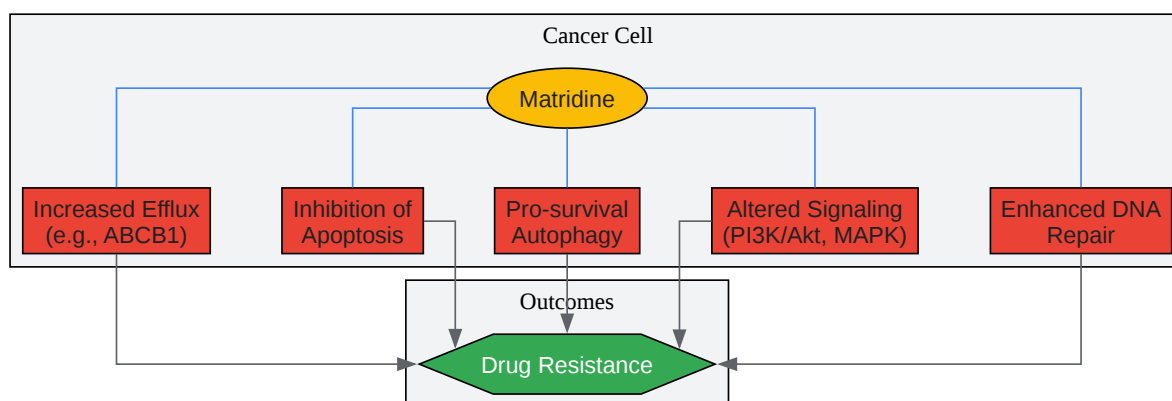 Cancer Cell
Matridine
Increased Efflux
(e.g., ABCB1)
Inhibition of
Apoptosis
Pro-survival
Autophagy
Altered Signaling
(PI3K/Akt, MAPK)
Enhanced DNA
Repair
Outcomes
Drug Resistance